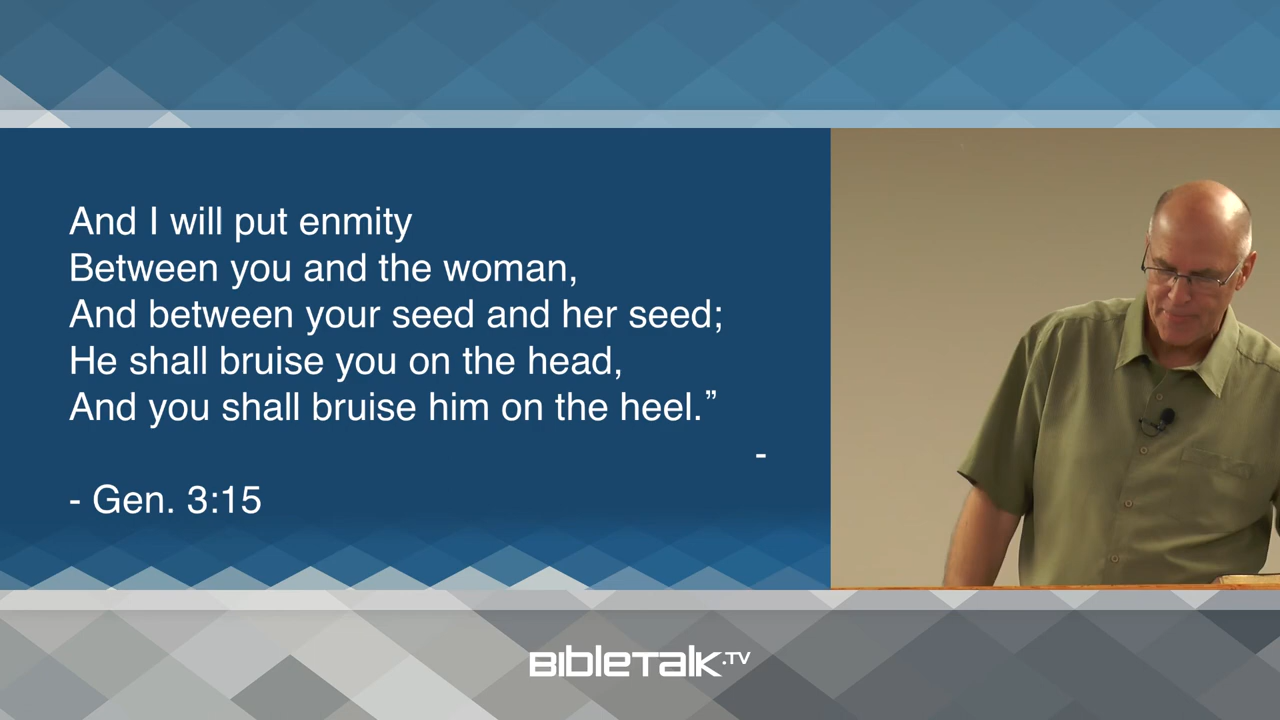 And I will put enmity
Between you and the woman,
And between your seed and her seed;
He shall bruise you on the head,
And you shall bruise him on the heel.”
-
- Gen. 3:15
BIBLETALK.TV